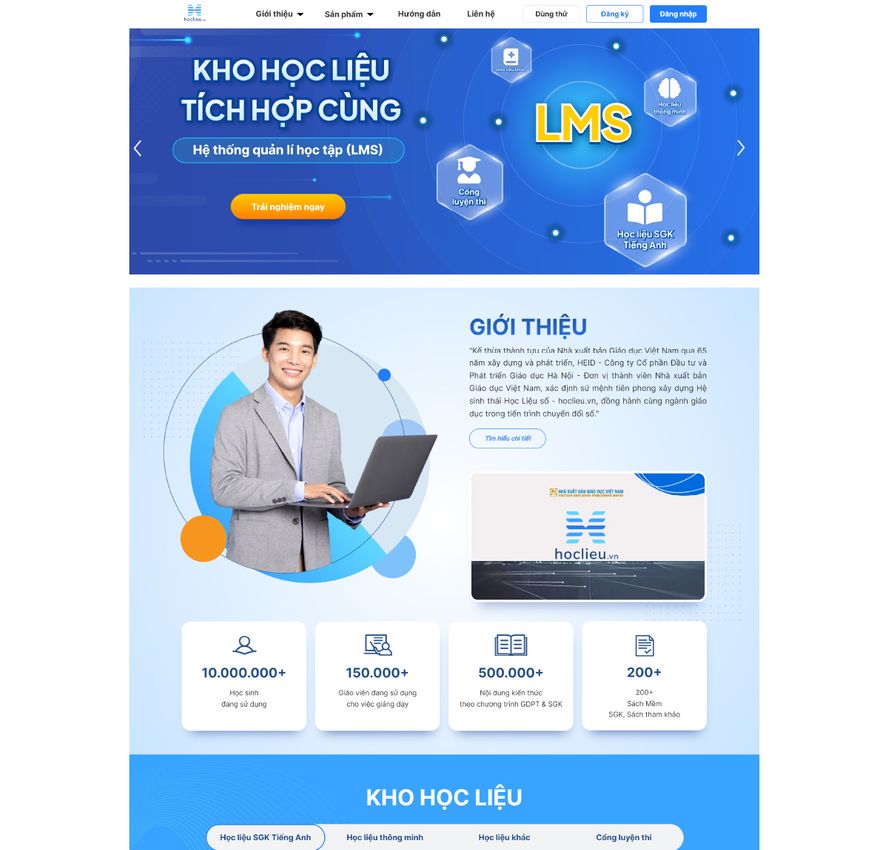 hoclieu.vn
Giới thiệu
Sản phẩm
Hướng dẫn
Liên hệ
Dùng thử
Đăng ký
Đăng nhập
KHO HỌC LIỆU
TÍCH HỢP CÙNG
Hệ thống quản lí học tập (LMS)
Trải nghiệm ngay
LMS
Học liệu khác
Học liệu
thông minh
Cổng
luyện thi
Học liệu SGK
Tiếng Anh
GIỚI THIỆU
"Kế thừa thành tựu của Nhà xuất bản Giáo dục Việt Nam qua 65
năm xây dựng và phát triển, HEID - Công ty Cổ phần Đầu tư và
Phát triển Giáo dục Hà Nội - Đơn vị thành viên Nhà xuất bản
Giáo dục Việt Nam, xác định sứ mệnh tiên phong xây dựng Hệ
sinh thái Học Liệu số - hoclieu.vn, đồng hành cùng ngành giáo
dục trong tiến trình chuyển đổi số."
Tìm hiểu chi tiết
NHÀ XUẤT BẢN GIÁO DỤC VIỆT NAM
VIETNAM EDUCATION PUBLISHING HOUSE
hoclieu.vn
10.000.000+
Học sinh
đang sử dụng
150.000+
Giáo viên đang sử dụng
cho việc giảng dạy
500.000+
Nội dung kiến thức
theo chương trình GDPT & SGK
200+
200+
Sách Mềm
SGK, Sách tham khảo
KHO HỌC LIỆU
Học liệu SGK Tiếng Anh
Học liệu thông minh
Học liệu khác
Cổng luyện thi